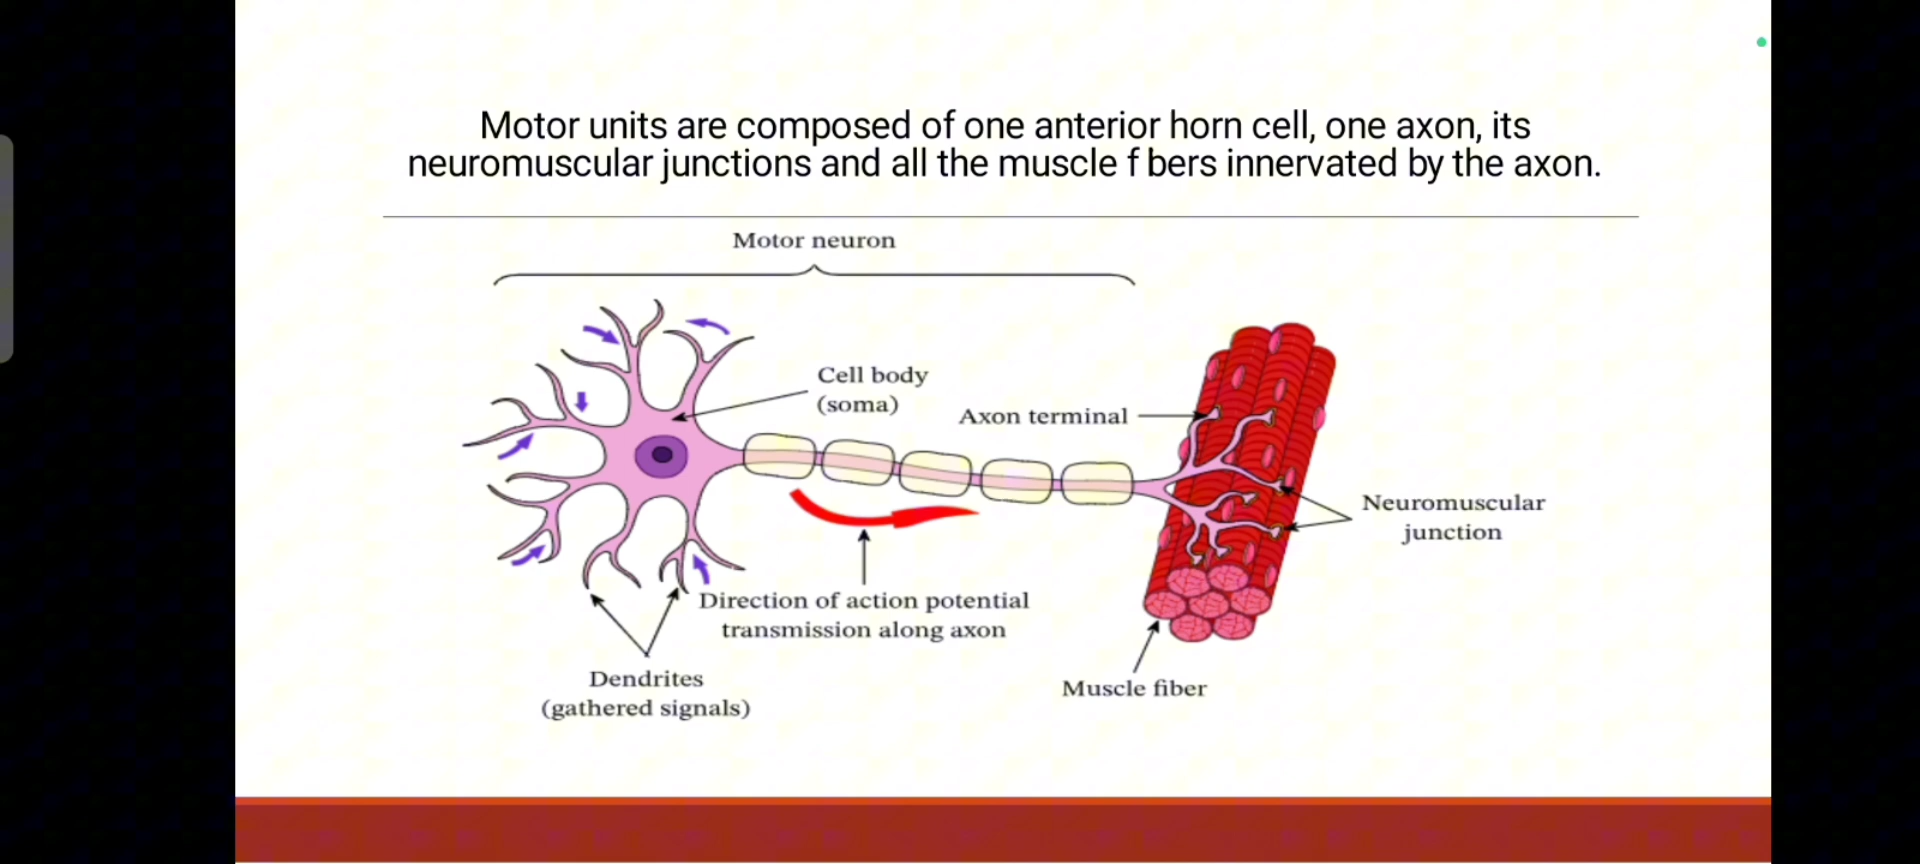 Motor units are composed of one anterior horn cell, one axon, its
neuromuscular junctions and all the muscle f bers innervated by the axon.
Motor neuron
Cell body
(soma)
Axon terminal
Neuromuscular
junction
Direction of action potential
transmission along axon
Dendrites
(gathered signals)
Muscle fiber